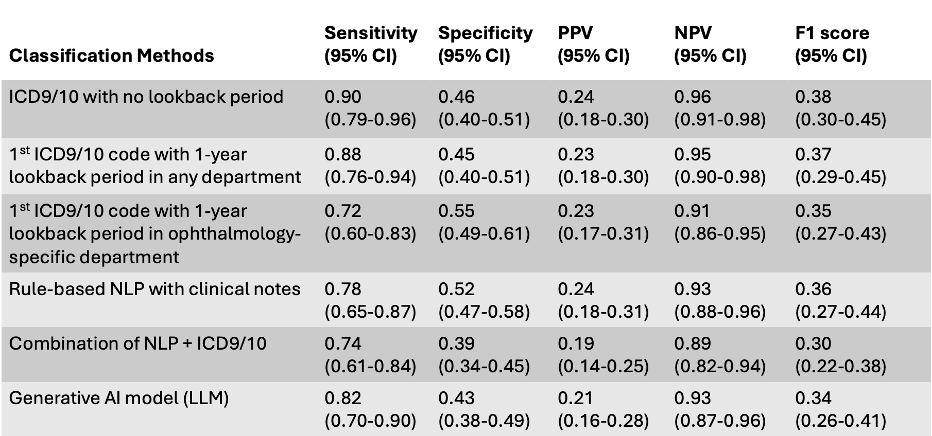 Classification Methods Sensitivity (95% CI) Specificity (95% CI) PPV (95% CI) NPV (95% CI) F1 score (95% CI)
ICD9/10 with no lookback period 0.90 (0.79-0.96) 0.46 (0.40-0.51) 0.24 (0.18-0.30) 0.96 (0.91-0.98) 0.38 (0.30-0.45)
1st ICD9/10 code with 1-year lookback period in any department 0.88 (0.76-0.94) 0.45 (0.40-0.51) 0.23 (0.18-0.30) 0.95 (0.90-0.98) 0.37 (0.29-0.45)
1st ICD9/10 code with 1-year lookback period in ophthalmology-specific department 0.72 (0.60-0.83) 0.55 (0.49-0.61) 0.23 (0.17-0.31) 0.91 (0.86-0.95) 0.35 (0.27-0.43)
Rule-based NLP with clinical notes 0.78 (0.65-0.87) 0.52 (0.47-0.58) 0.24 (0.18-0.31) 0.93 (0.88-0.96) 0.36 (0.27-0.44)
Combination of NLP + ICD9/10 0.74 (0.61-0.84) 0.39 (0.34-0.45) 0.19 (0.14-0.25) 0.89 (0.82-0.94) 0.30 (0.22-0.38)
Generative AI model (LLM) 0.82 (0.70-0.90) 0.43 (0.38-0.49) 0.21 (0.16-0.28) 0.93 (0.87-0.96) 0.34 (0.26-0.41)